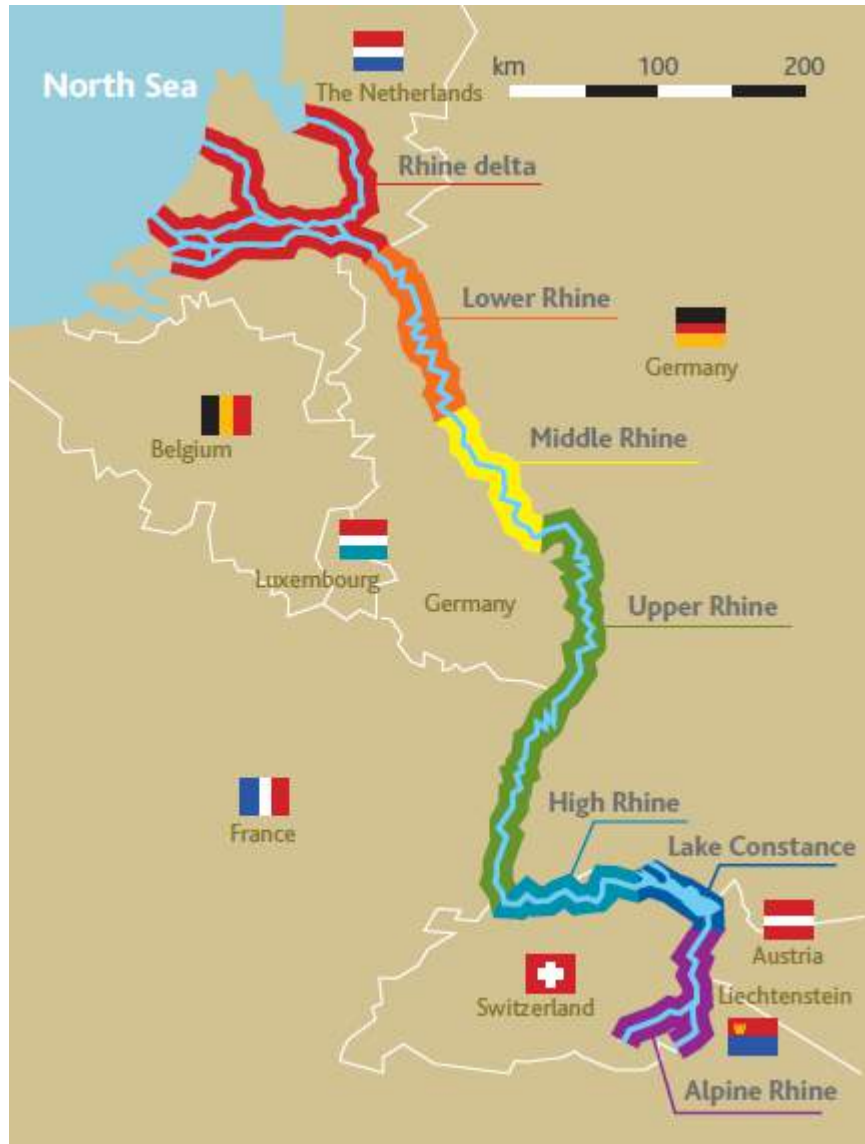 North Sea
The Netherlands
km 100 200
Rhine delta
Lower Rhine
Germany
Belgium
Middle Rhine
Luxembourg
Germany
Upper Rhine
High Rhine
France
Lake Constance
Austria
Switzerland
Liechtenstein
Alpine Rhine